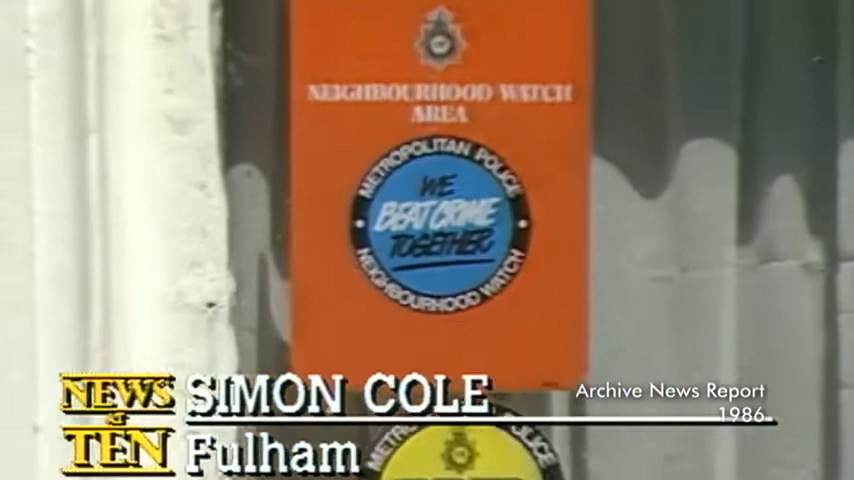 NEIGHBOURHOOD WATCH
AREA
METROPOLITAN POLICE
WE
BEAT CRIME
TOGETHER
NEIGHBOURHOOD WATCH
NEWS
at
TEN
SIMON COLE
Fulham
Archive News Report
1986
POLICE